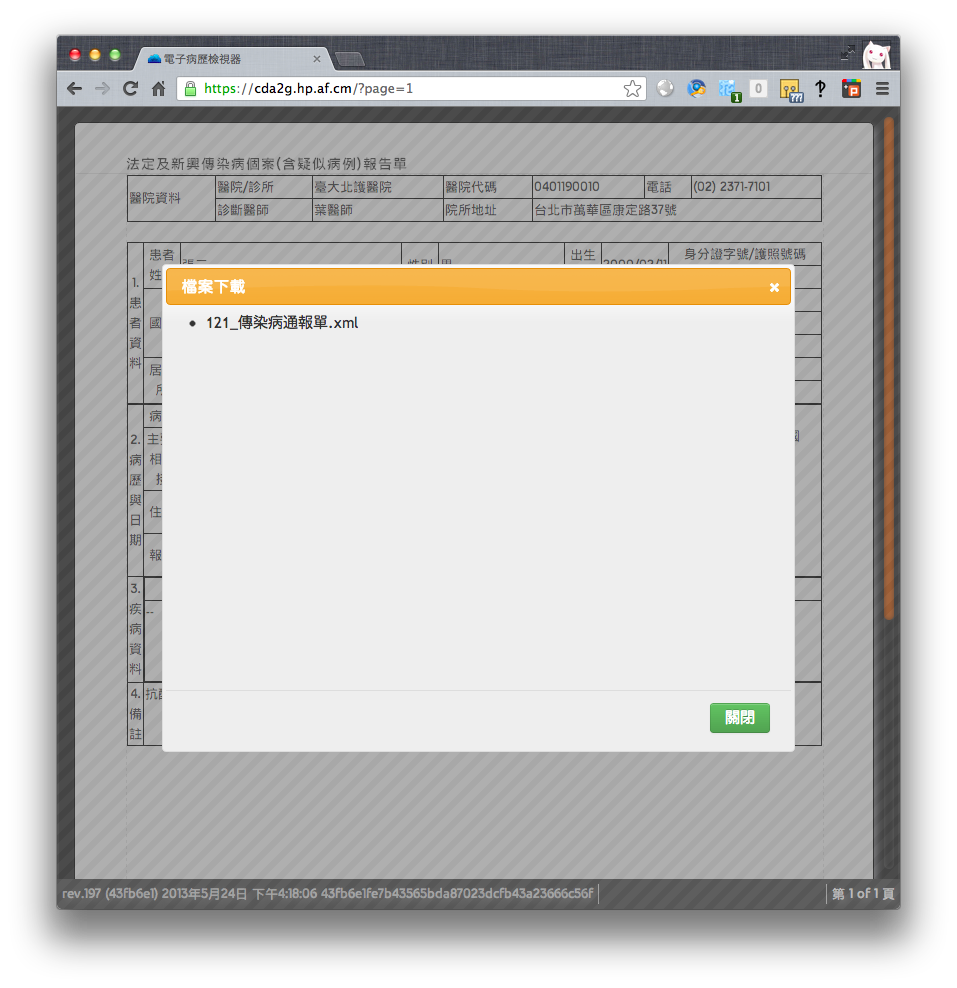 電子病歷檢視器
https://cda2g.hp.af.cm/?page=1
1
0
777
法定及新興傳染病個案(含疑似病例)報告單
醫院資料 醫院/診所 臺大北護醫院 醫院代碼 0401190010 電話 (02) 2371-7101
診斷醫師 葉醫師 院所地址 台北市萬華區康定路37號
患者 出生 身分證字號/護照號碼
姓
1.患者資料
國
居
檔案下載 ×
121_傳染病通報單.xml
2.病歷與日期
病
主要
相
住
報
3.疾病資料
--
4.備註
抗
關閉
rev.197 (43fb6e1) 2013年5月24日 下午4:18:06 43fb6e1fe7b43565bda87023dcfb43a23666c56f
第 1 of 1 頁